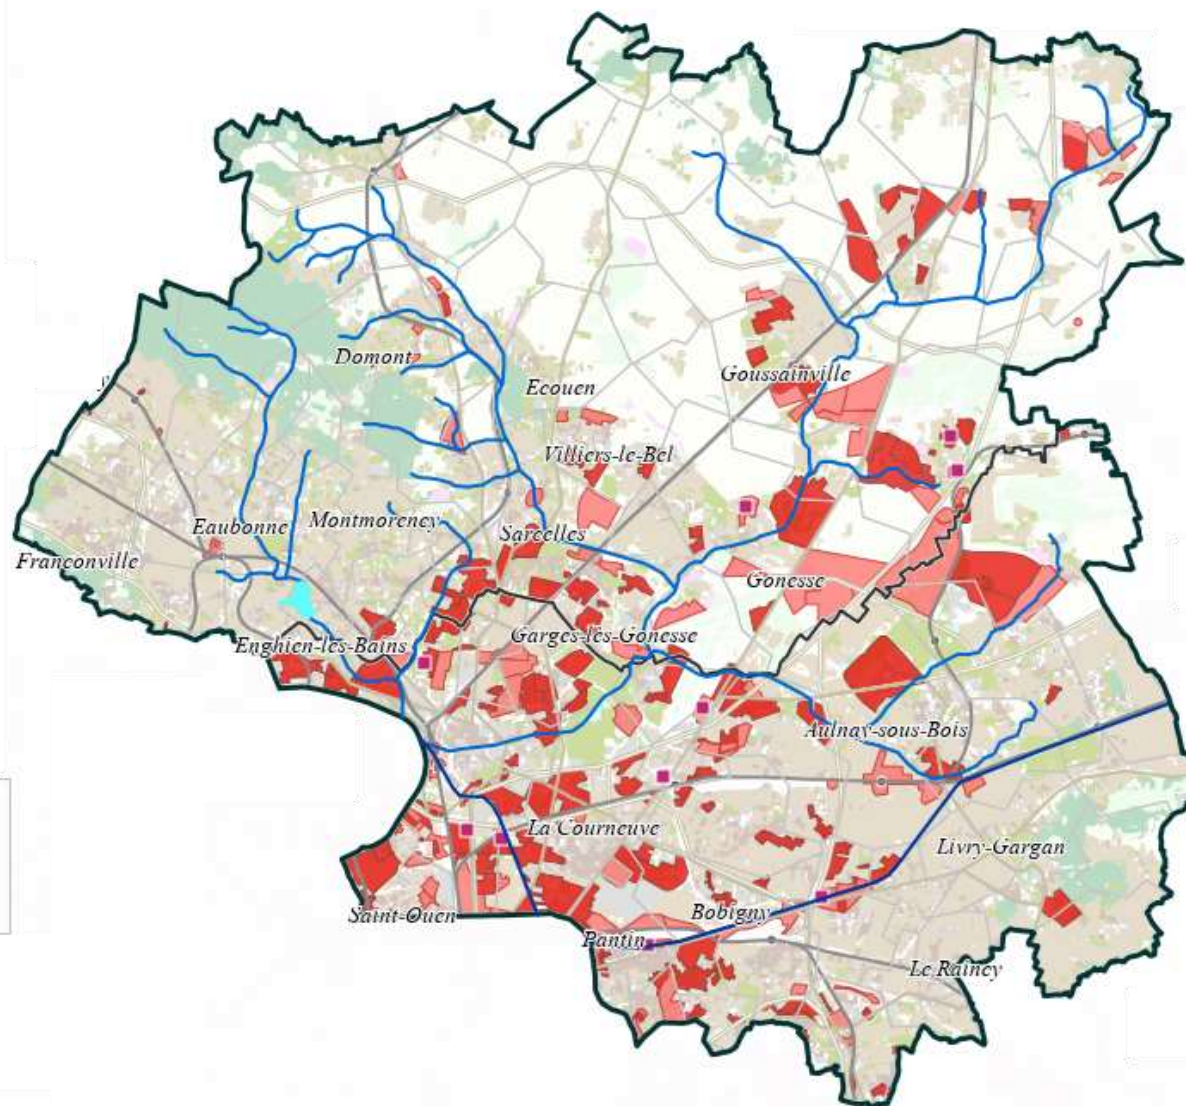 Domont
Ecouen
Goussainville
Villiers-le-Bel
Eaubonne
Montmorency
Sarcelles
Franconville
Gonesse
Enghien-les-Bains
Garges-lès-Gonesse
Aulnay-sous-Bois
La Courneuve
Livry-Gargan
Saint-Ouen
Bobigny
Pantin
Le Raincy